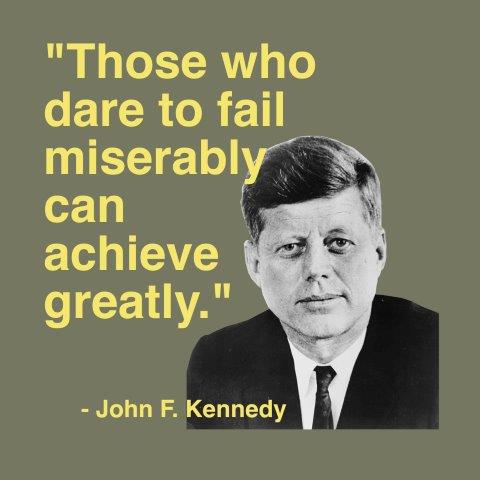 "Those who
dare to fail
miserably
can
achieve
greatly."
- John F. Kennedy